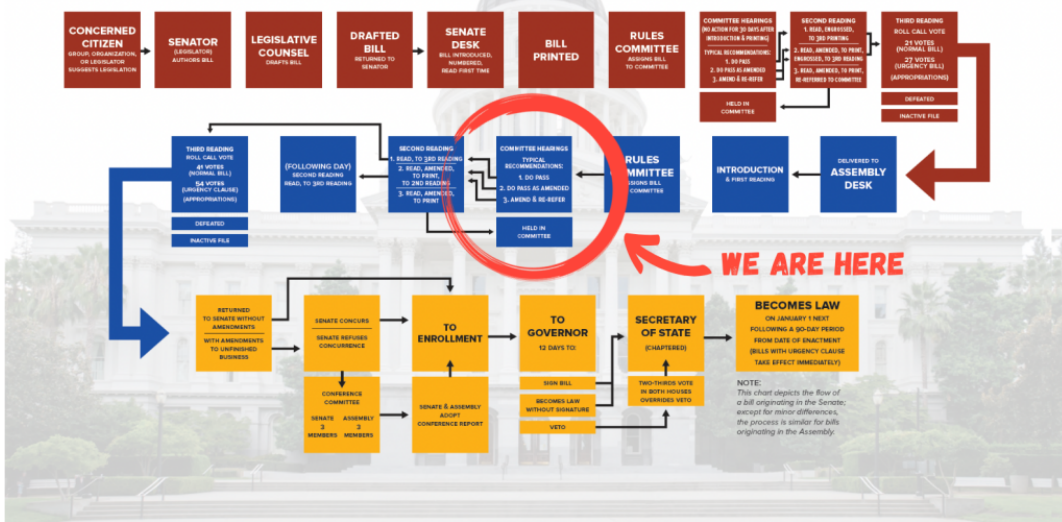 CONCERNED
CITIZEN
GROUP, ORGANIZATION,
OR LEGISLATOR
SUGGESTS LEGISLATION
SENATOR
(LEGISLATOR)
AUTHORS BILL
LEGISLATIVE
COUNSEL
DRAFTS BILL
DRAFTED
BILL
RETURNED TO
SENATOR
SENATE
DESK
BILL INTRODUCED,
NUMBERED,
READ FIRST TIME
BILL
PRINTED
RULES
COMMITTEE
ASSIGNS BILL
TO COMMITTEE
COMMITTEE HEARINGS
(NO ACTION FOR 30 DAYS AFTER
INTRODUCTION & PRINTING)
TYPICAL
RECOMMENDATIONS:
1. DO PASS
2. DO PASS AS AMENDED
3. AMEND & RE-REFER
HELD IN
COMMITTEE
SECOND READING
1. READ, ENGROSSED,
TO 3RD PRINTING
2. READ, AMENDED, TO PRINT,
ENGROSSED, TO 3RD READING
3. READ, AMENDED, TO PRINT,
RE-REFERRED TO COMMITTEE
THIRD READING
ROLL CALL VOTE
21 VOTES
(NORMAL BILL)
27 VOTES
(URGENCY BILL)
(APPROPRIATIONS)
DEFEATED
INACTIVE FILE
THIRD READING
ROLL CALL VOTE
41 VOTES
(NORMAL BILL)
54 VOTES
(URGENCY CLAUSE)
(APPROPRIATIONS)
DEFEATED
INACTIVE FILE
(FOLLOWING DAY)
SECOND READING
READ, TO 3RD READING
SECOND READING
1. READ, TO 3RD READING
2. READ, AMENDED,
TO PRINT,
TO 2ND READING
3. READ, AMENDED,
TO PRINT
COMMITTEE HEARINGS
TYPICAL
RECOMMENDATIONS:
1. DO PASS
2. DO PASS AS AMENDED
3. AMEND & RE-REFER
HELD IN
COMMITTEE
RULES
COMMITTEE
BILL
COMMITTEE
INTRODUCTION
& FIRST READING
DELIVERED TO
ASSEMBLY
DESK
WE ARE HERE
RETURNED
TO SENATE WITHOUT
AMENDMENTS
WITH AMENDMENTS
TO UNFINISHED
BUSINESS
SENATE CONCURS
SENATE REFUSES
CONCURRENCE
CONFERENCE
COMMITTEE
SENATE ASSEMBLY
3 3
MEMBERS MEMBERS
TO
ENROLLMENT
SENATE & ASSEMBLY
ADOPT
CONFERENCE REPORT
TO
GOVERNOR
12 DAYS TO:
SIGN BILL
BECOMES LAW
WITHOUT SIGNATURE
VETO
SECRETARY
OF STATE
(CHAPTERED)
TWO-THIRDS VOTE
IN BOTH HOUSES
OVERRIDES VETO
BECOMES LAW
ON JANUARY 1 NEXT
FOLLOWING A 90-DAY PERIOD
FROM DATE OF ENACTMENT
(BILLS WITH URGENCY CLAUSE
TAKE EFFECT IMMEDIATELY)
NOTE:
This chart depicts the flow of
a bill originating in the Senate;
except for minor differences,
the process is similar for bills
originating in the Assembly.